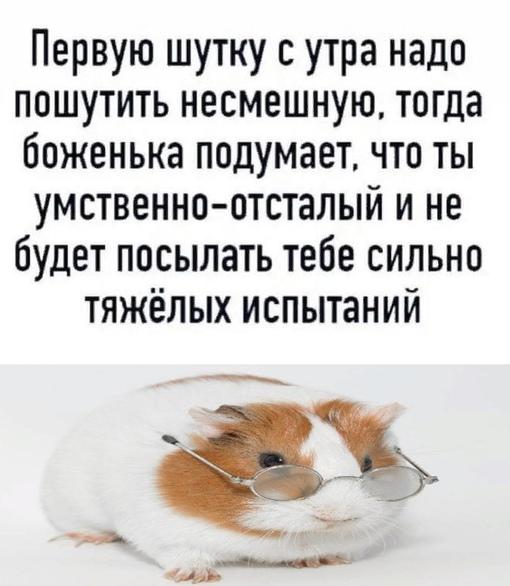 Первую шутку с утра надо
пошутить несмешную, тогда
боженька подумает, что ты
умственно-отсталый и не
будет посылать тебе сильно
тяжёлых испытаний